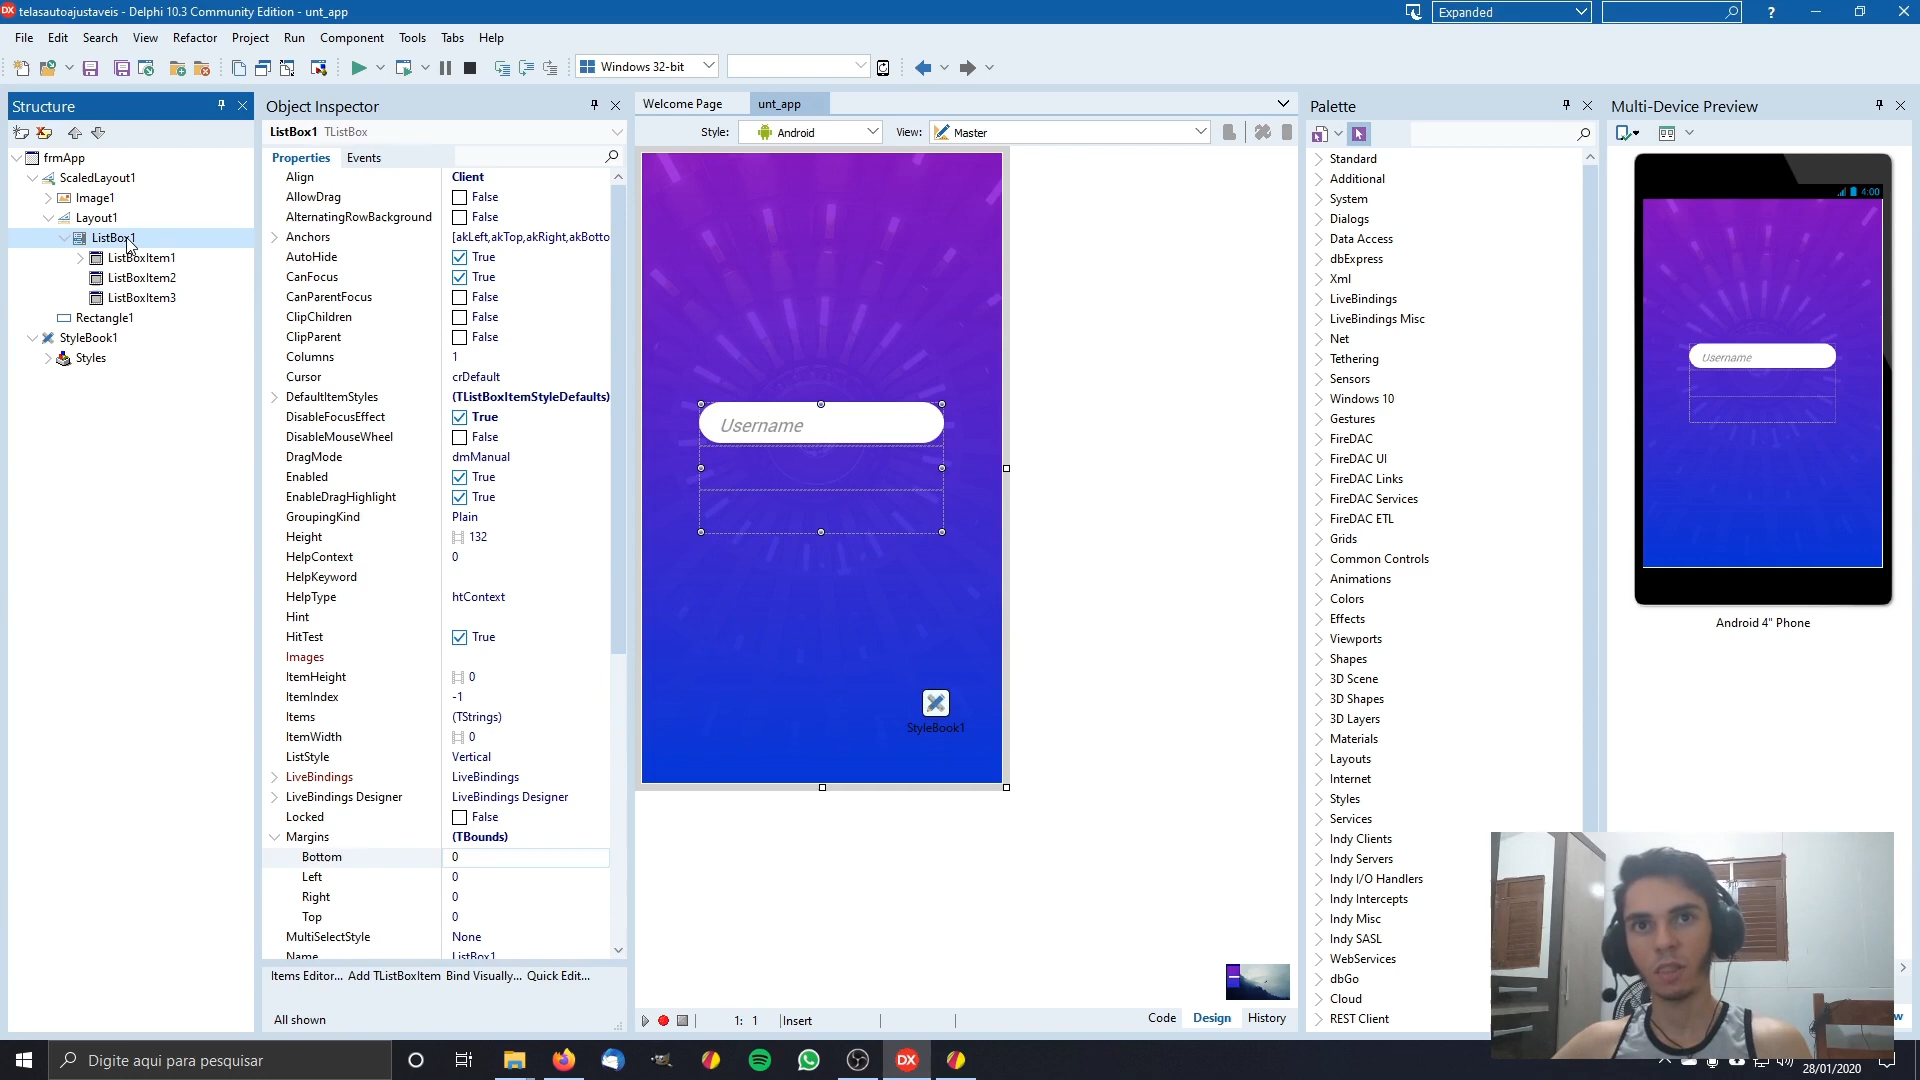 DX telasautoajustaveis - Delphi 10.3 Community Edition - unt_app
Expanded
?
File Edit Search View Refactor Project Run Component Tools Tabs Help
Windows 32-bit
Structure
frmApp
ScaledLayout1
Image1
Layout1
ListBox1
ListBoxItem1
ListBoxItem2
ListBoxItem3
Rectangle1
StyleBook1
Styles
Object Inspector
ListBox1 TListBox
Properties Events
Align Client
AllowDrag False
AlternatingRowBackground False
Anchors [akLeft,akTop,akRight,akBotto
AutoHide True
CanFocus True
CanParentFocus False
ClipChildren False
ClipParent False
Columns 1
Cursor crDefault
DefaultItemStyles (TListBoxItemStyleDefaults)
DisableFocusEffect True
DisableMouseWheel False
DragMode dmManual
Enabled True
EnableDragHighlight True
GroupingKind Plain
Height 132
HelpContext 0
HelpKeyword
HelpType htContext
Hint
HitTest True
Images
ItemHeight 0
ItemIndex -1
Items (TStrings)
ItemWidth 0
ListStyle Vertical
LiveBindings LiveBindings
LiveBindings Designer LiveBindings Designer
Locked False
Margins (TBounds)
Bottom 0
Left 0
Right 0
Top 0
MultiSelectStyle None
Name ListBox1
Items Editor... Add TListBoxItem Bind Visually... Quick Edit...
All shown
Welcome Page unt_app
Style: Android View: Master
Username
StyleBook1
1: 1 Insert
Code Design History
Palette
Standard
Additional
System
Dialogs
Data Access
dbExpress
Xml
LiveBindings
LiveBindings Misc
Net
Tethering
Sensors
Windows 10
Gestures
FireDAC
FireDAC UI
FireDAC Links
FireDAC Services
FireDAC ETL
Grids
Common Controls
Animations
Colors
Effects
Viewports
Shapes
3D Scene
3D Shapes
3D Layers
Materials
Layouts
Internet
Styles
Services
Indy Clients
Indy Servers
Indy I/O Handlers
Indy Intercepts
Indy Misc
Indy SASL
WebServices
dbGo
Cloud
REST Client
Multi-Device Preview
4:00
Username
Android 4" Phone
w
Digite aqui para pesquisar
DX
28/01/2020